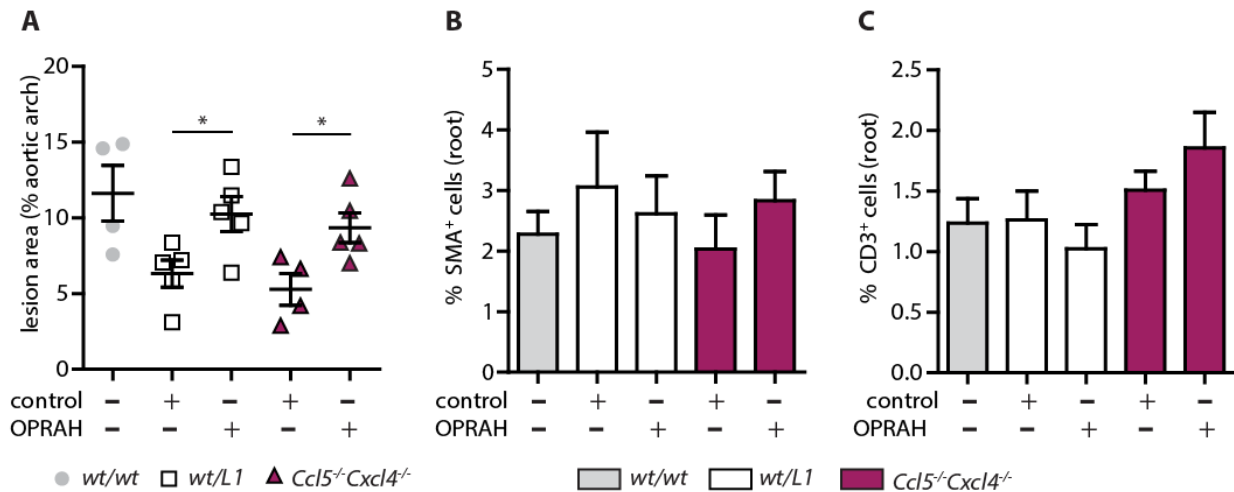 A
lesion area (% aortic arch)
20
15
10
5
0
* *
control − + − + −
OPRAH − − + − +
wt/wt wt/L1 Ccl5⁻/⁻Cxcl4⁻/⁻
B
% SMA⁺ cells (root)
5
4
3
2
1
0
− + − + −
− − + − +
C
% CD3⁺ cells (root)
2.5
2.0
1.5
1.0
0.5
0.0
control − + − + −
OPRAH − − + − +
wt/wt wt/L1 Ccl5⁻/⁻Cxcl4⁻/⁻